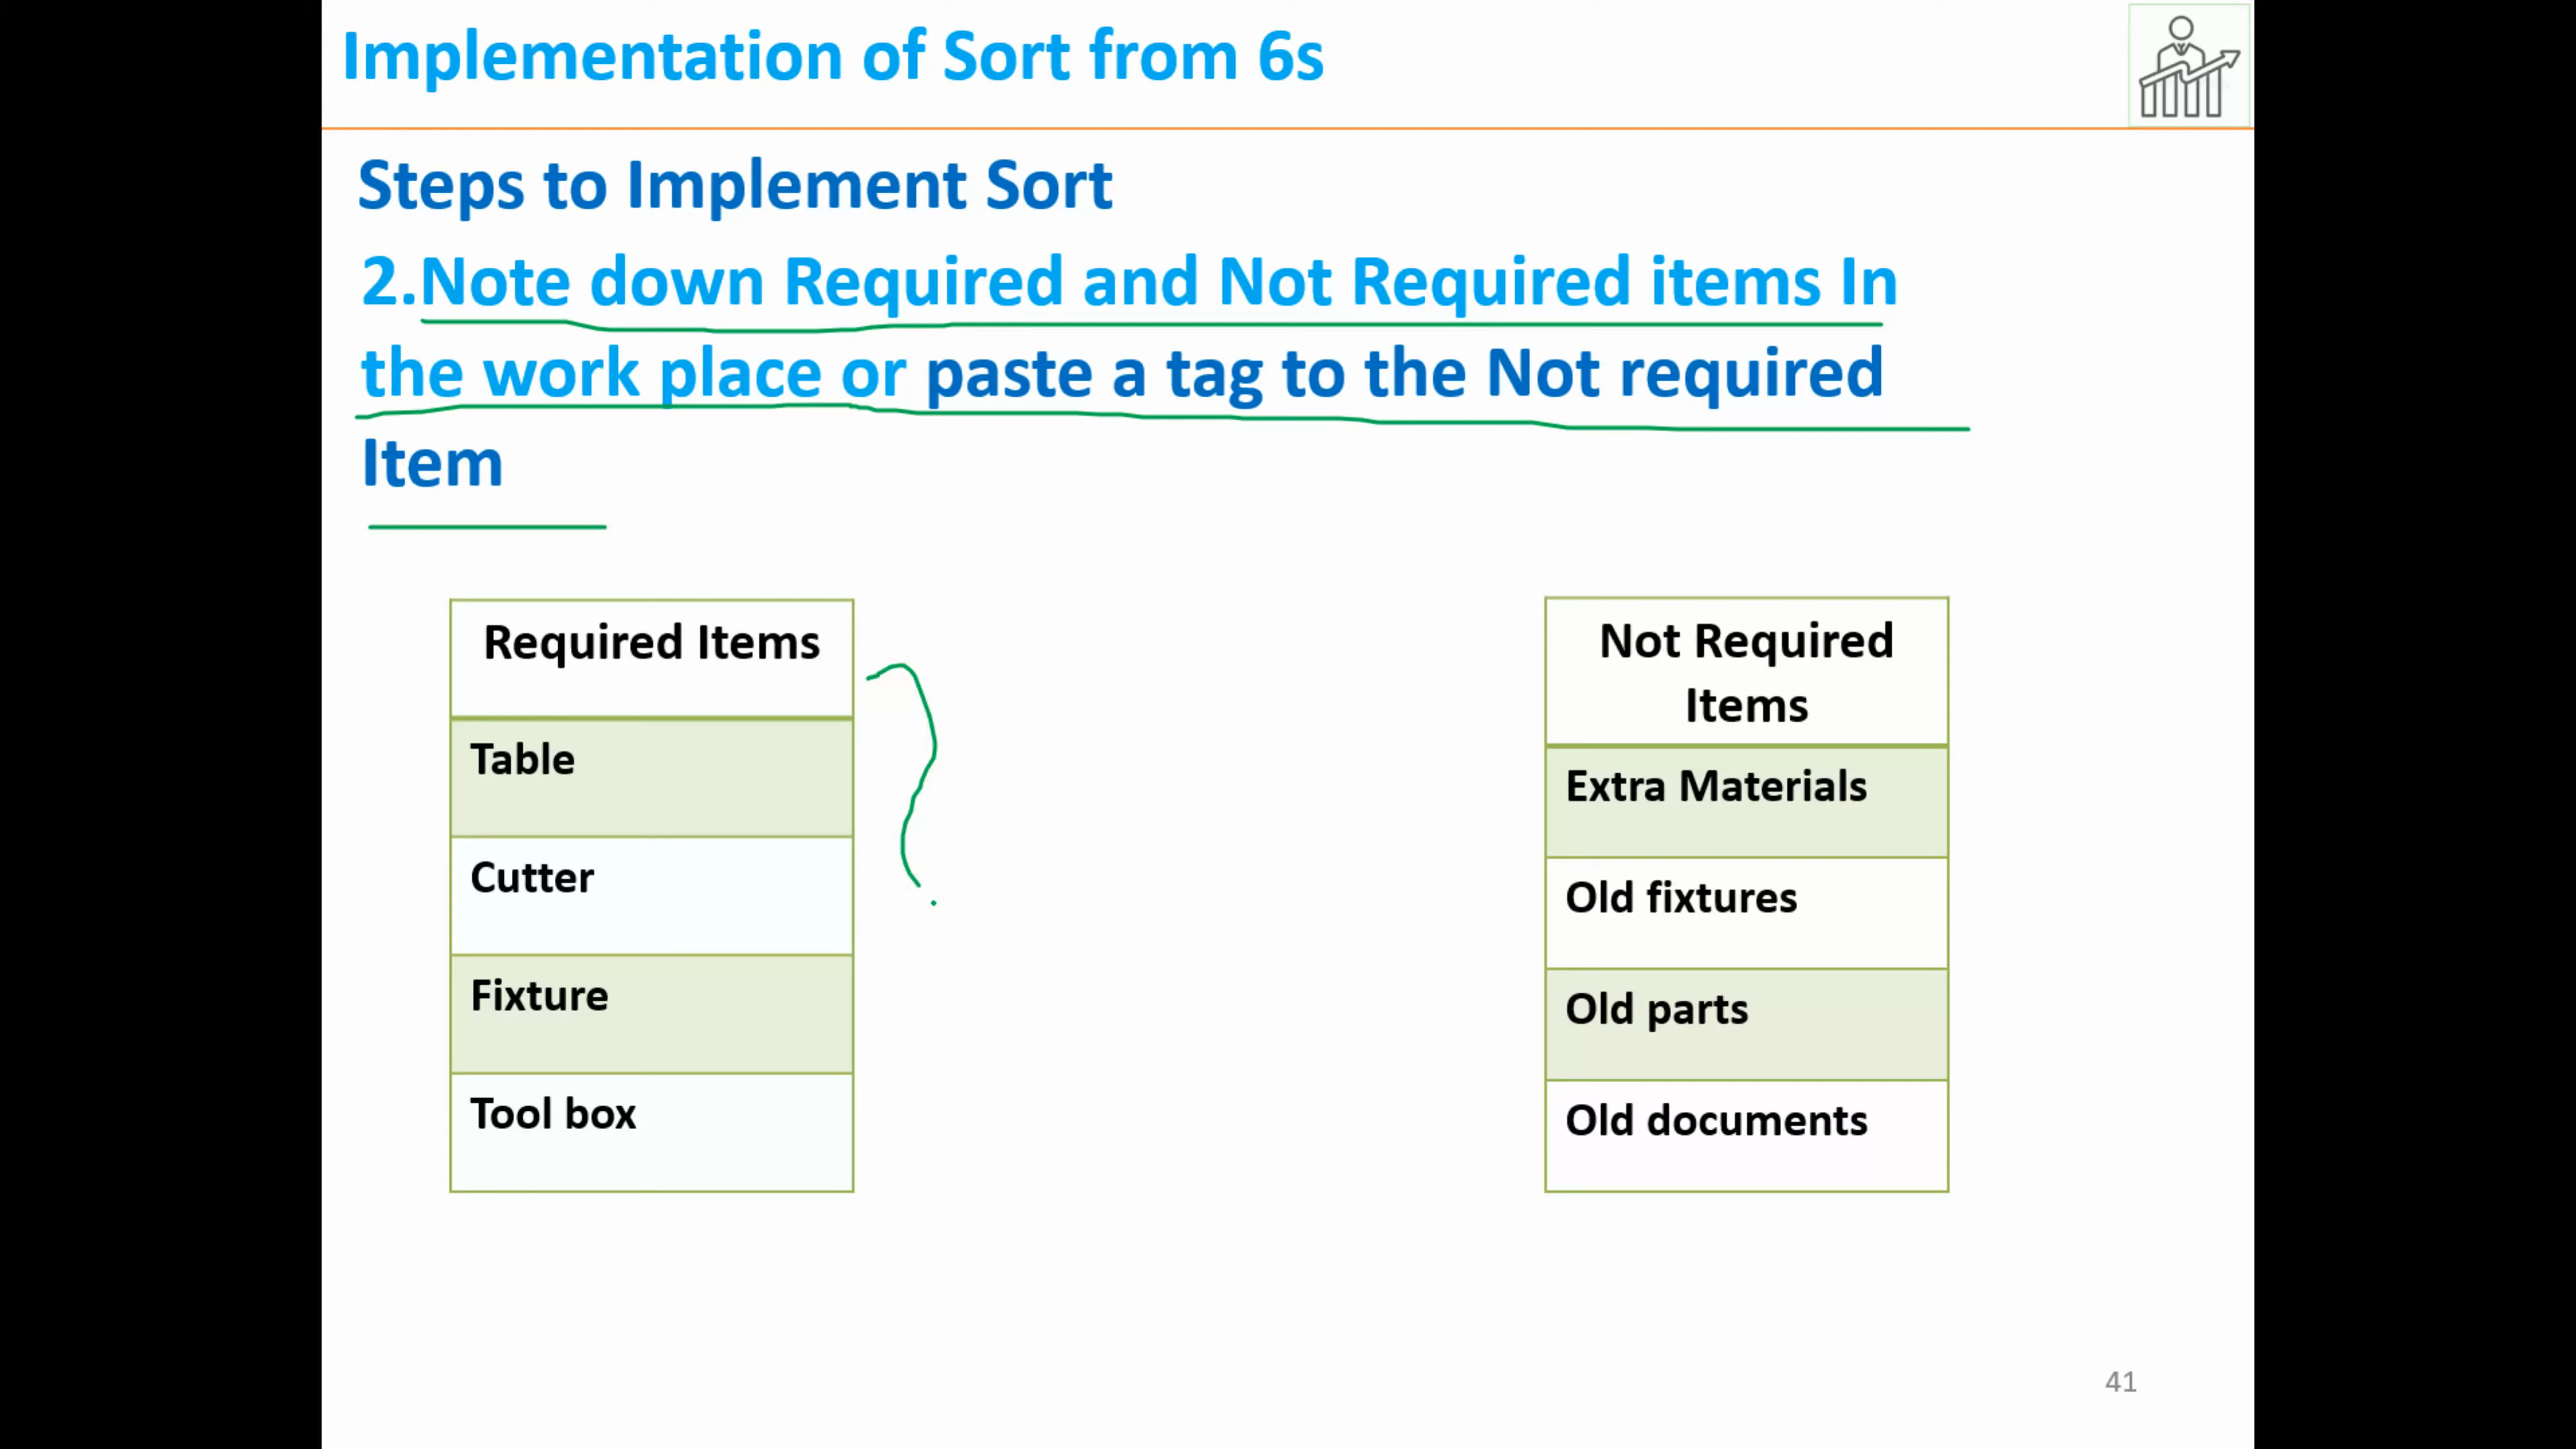 Implementation of Sort from 6s
Steps to Implement Sort
2.Note down Required and Not Required items In
the work place or paste a tag to the Not required
Item
Required Items
Table
Cutter
Fixture
Tool box
Not Required
Items
Extra Materials
Old fixtures
Old parts
Old documents
41